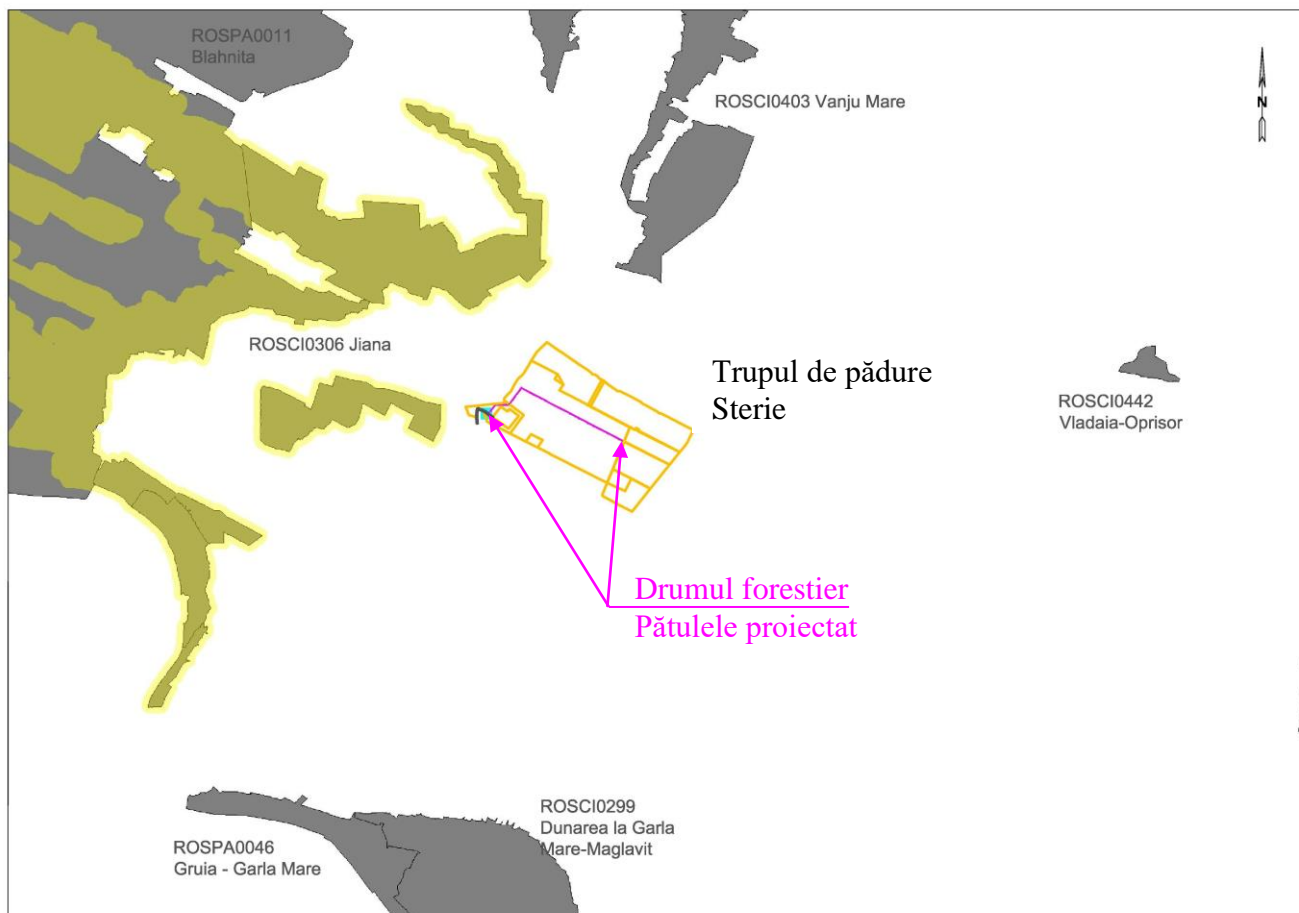 ROSPA0011
Blahnita
ROSCI0403 Vanju Mare
N
ROSCI0306 Jiana
Trupul de pădure
Sterie
ROSCI0442
Vladaia-Oprisor
Drumul forestier
Pătulele proiectat
ROSCI0299
Dunarea la Garla
Mare-Maglavit
ROSPA0046
Gruia - Garla Mare